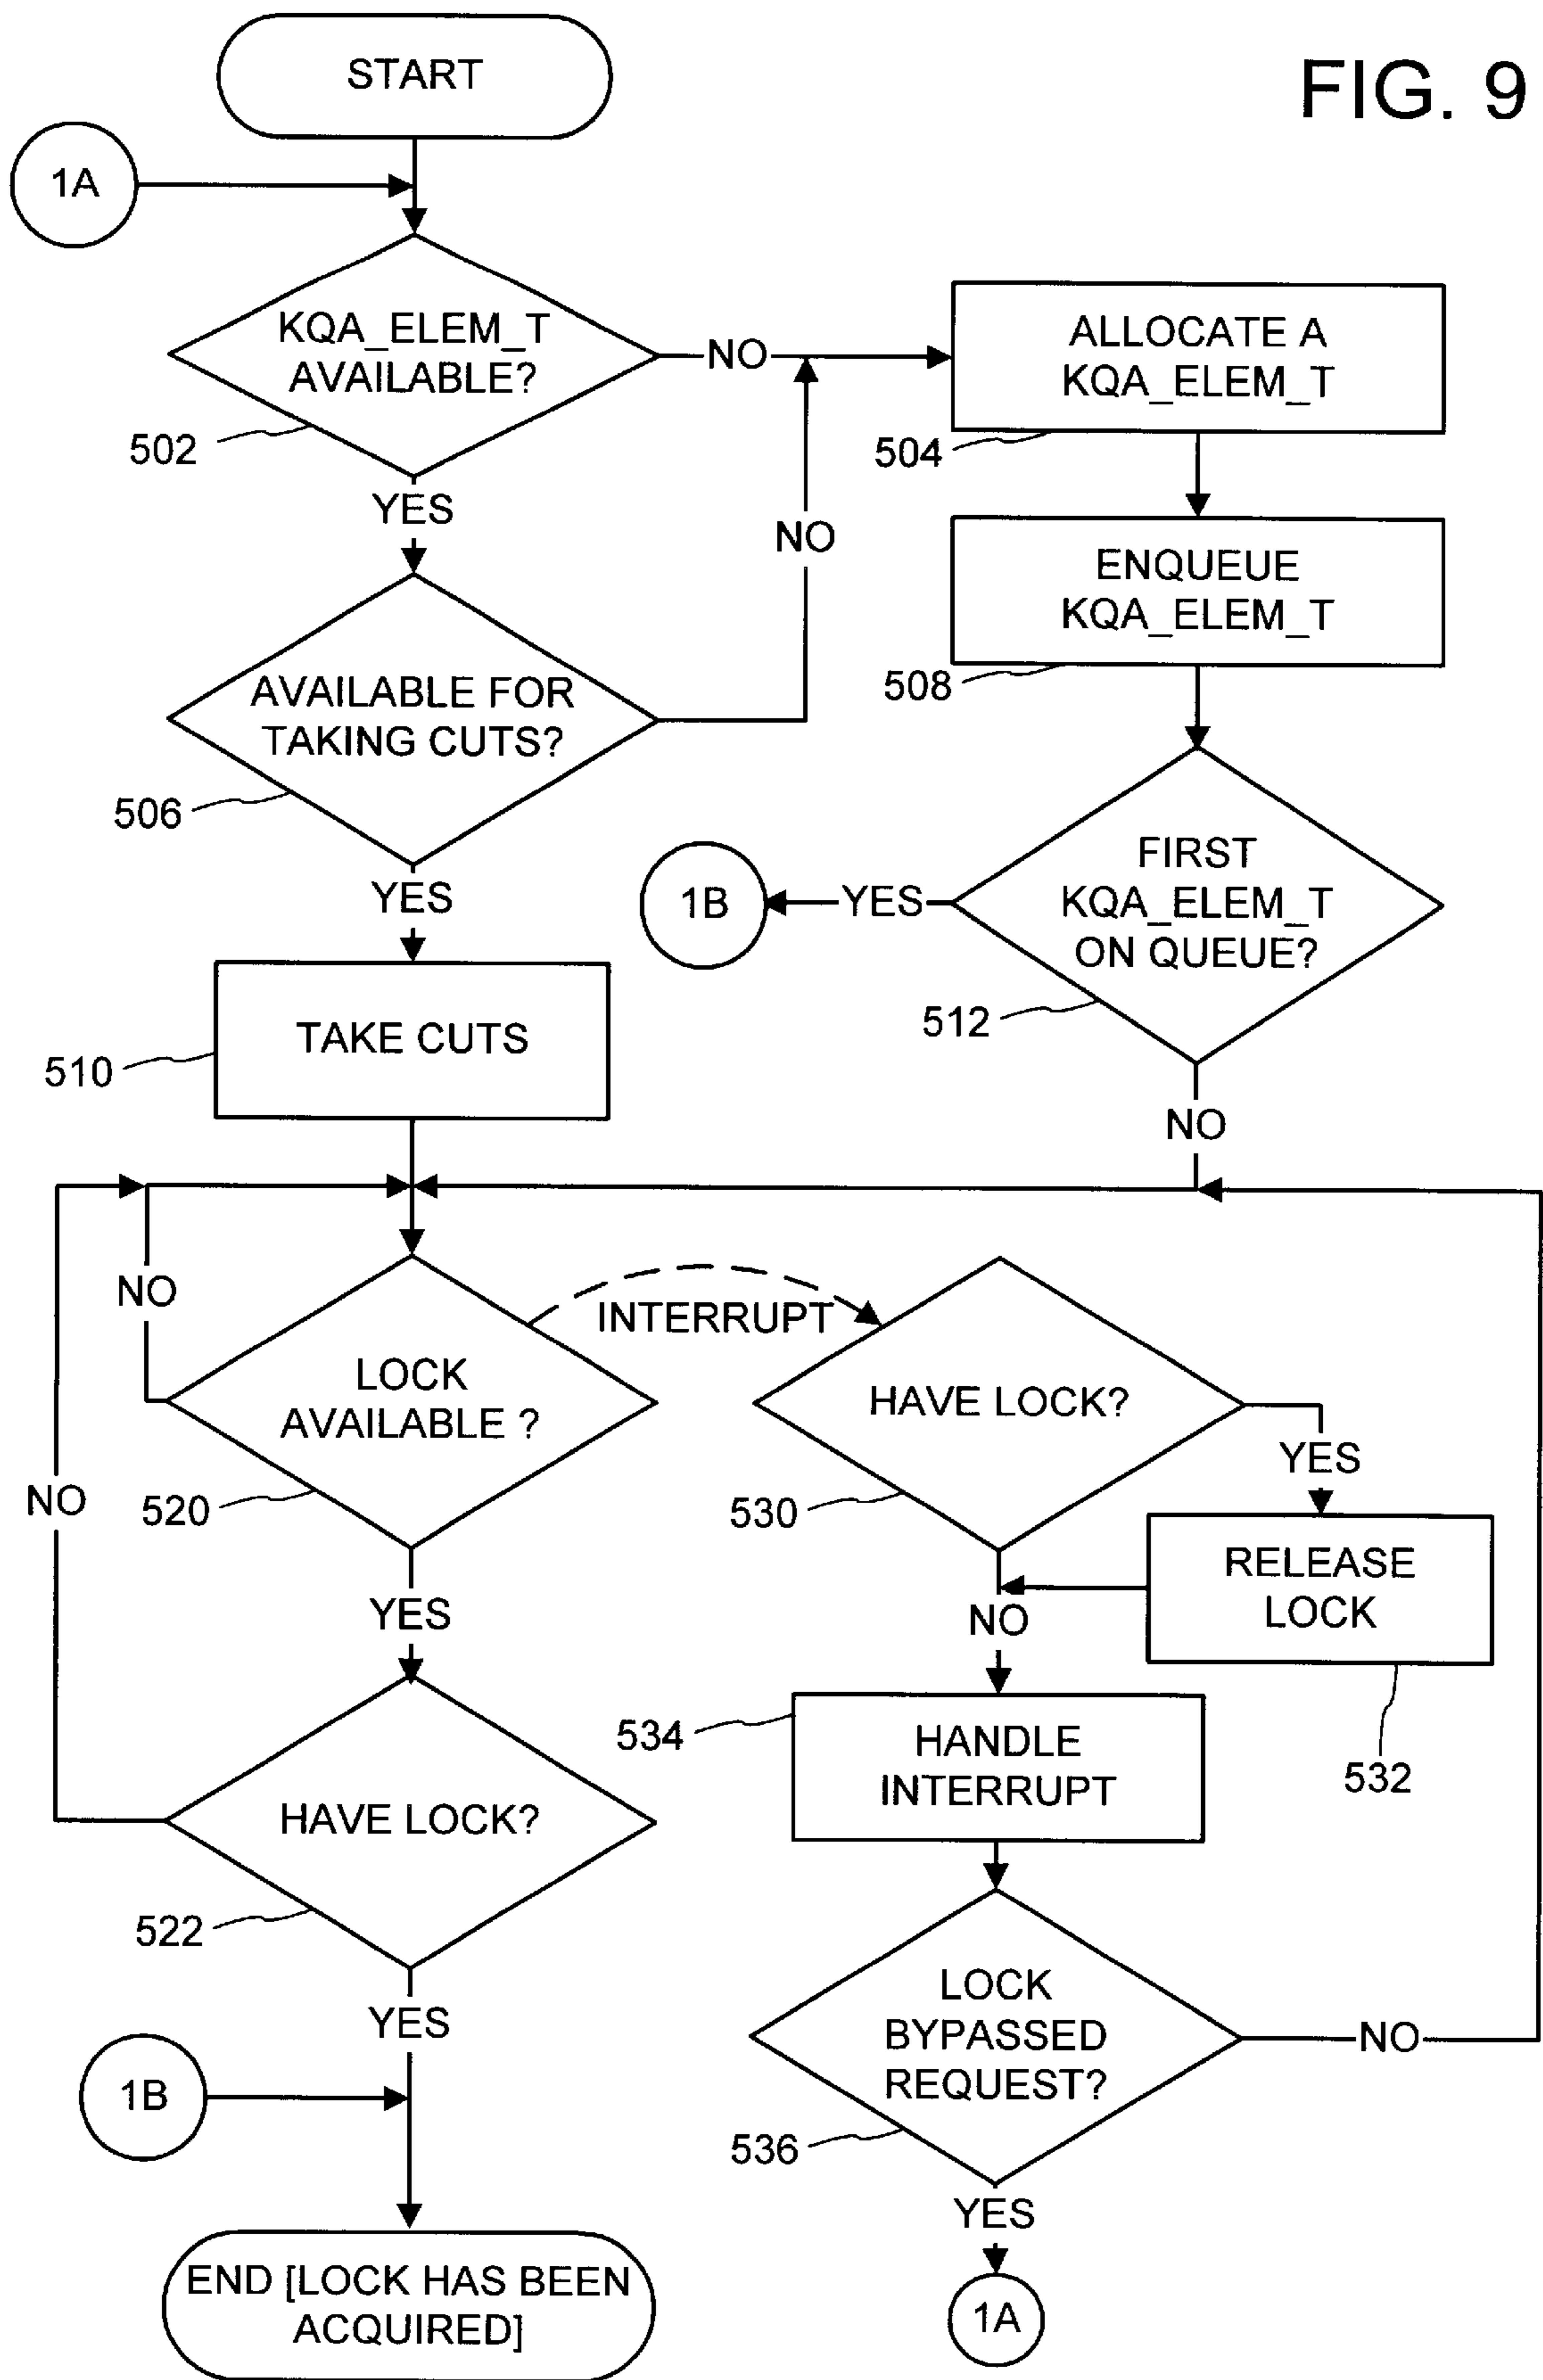 START
FIG. 9
1A
KQA_ELEM_T
AVAILABLE?
NO
ALLOCATE A
KQA_ELEM_T
502
504
YES
NO
ENQUEUE
KQA_ELEM_T
508
AVAILABLE FOR
TAKING CUTS?
506
YES
1B
YES
FIRST
KQA_ELEM_T
ON QUEUE?
512
TAKE CUTS
510
NO
NO
INTERRUPT
LOCK
AVAILABLE ?
520
HAVE LOCK?
530
YES
NO
RELEASE
LOCK
532
YES
NO
534
HANDLE
INTERRUPT
HAVE LOCK?
522
YES
LOCK
BYPASSED
REQUEST?
NO
536
1B
YES
1A
END [LOCK HAS BEEN
ACQUIRED]